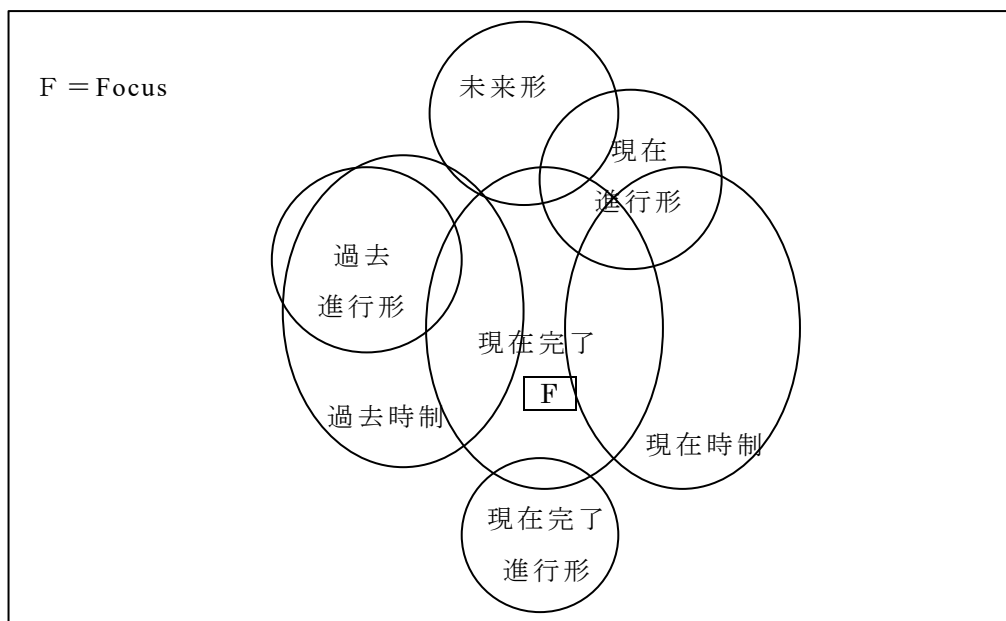 F = Focus
未来形
現在
進行形
過去
進行形
現在完了
F
過去時制
現在時制
現在完了
進行形